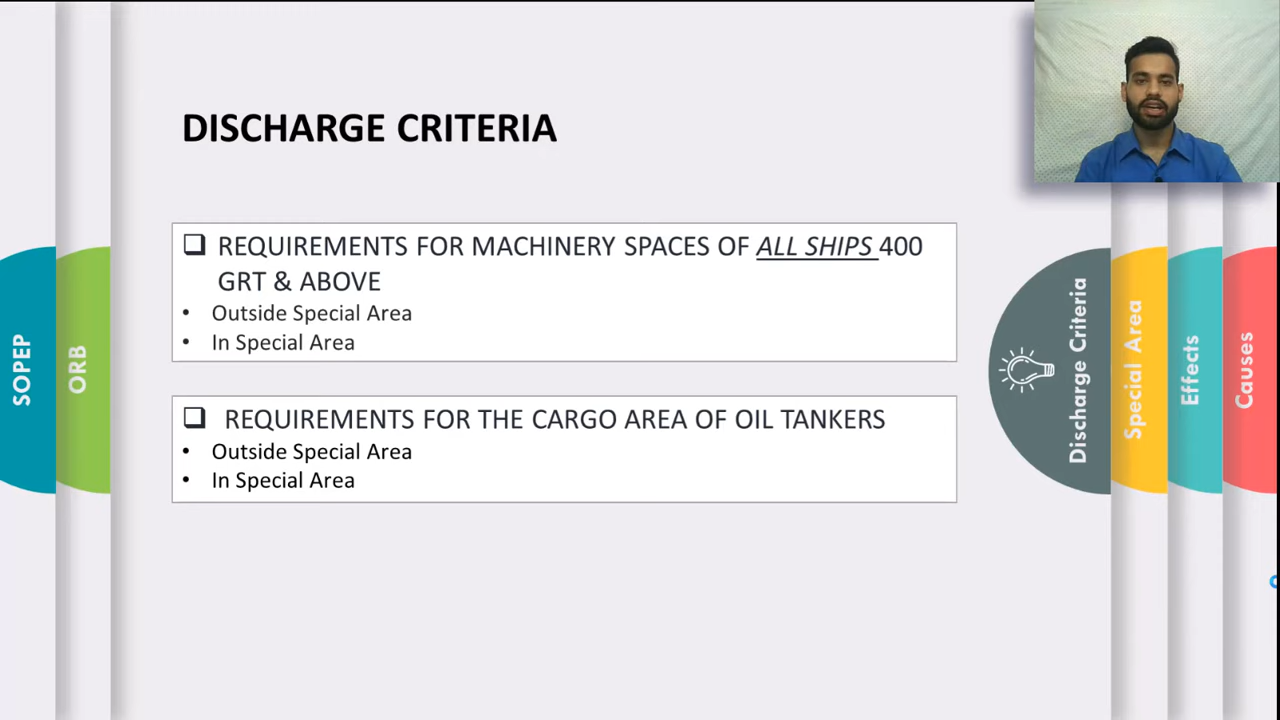 DISCHARGE CRITERIA
❑ REQUIREMENTS FOR MACHINERY SPACES OF ALL SHIPS 400
GRT & ABOVE
• Outside Special Area
• In Special Area
❑ REQUIREMENTS FOR THE CARGO AREA OF OIL TANKERS
• Outside Special Area
• In Special Area
SOPEP
ORB
Discharge Criteria
Special Area
Effects
Causes